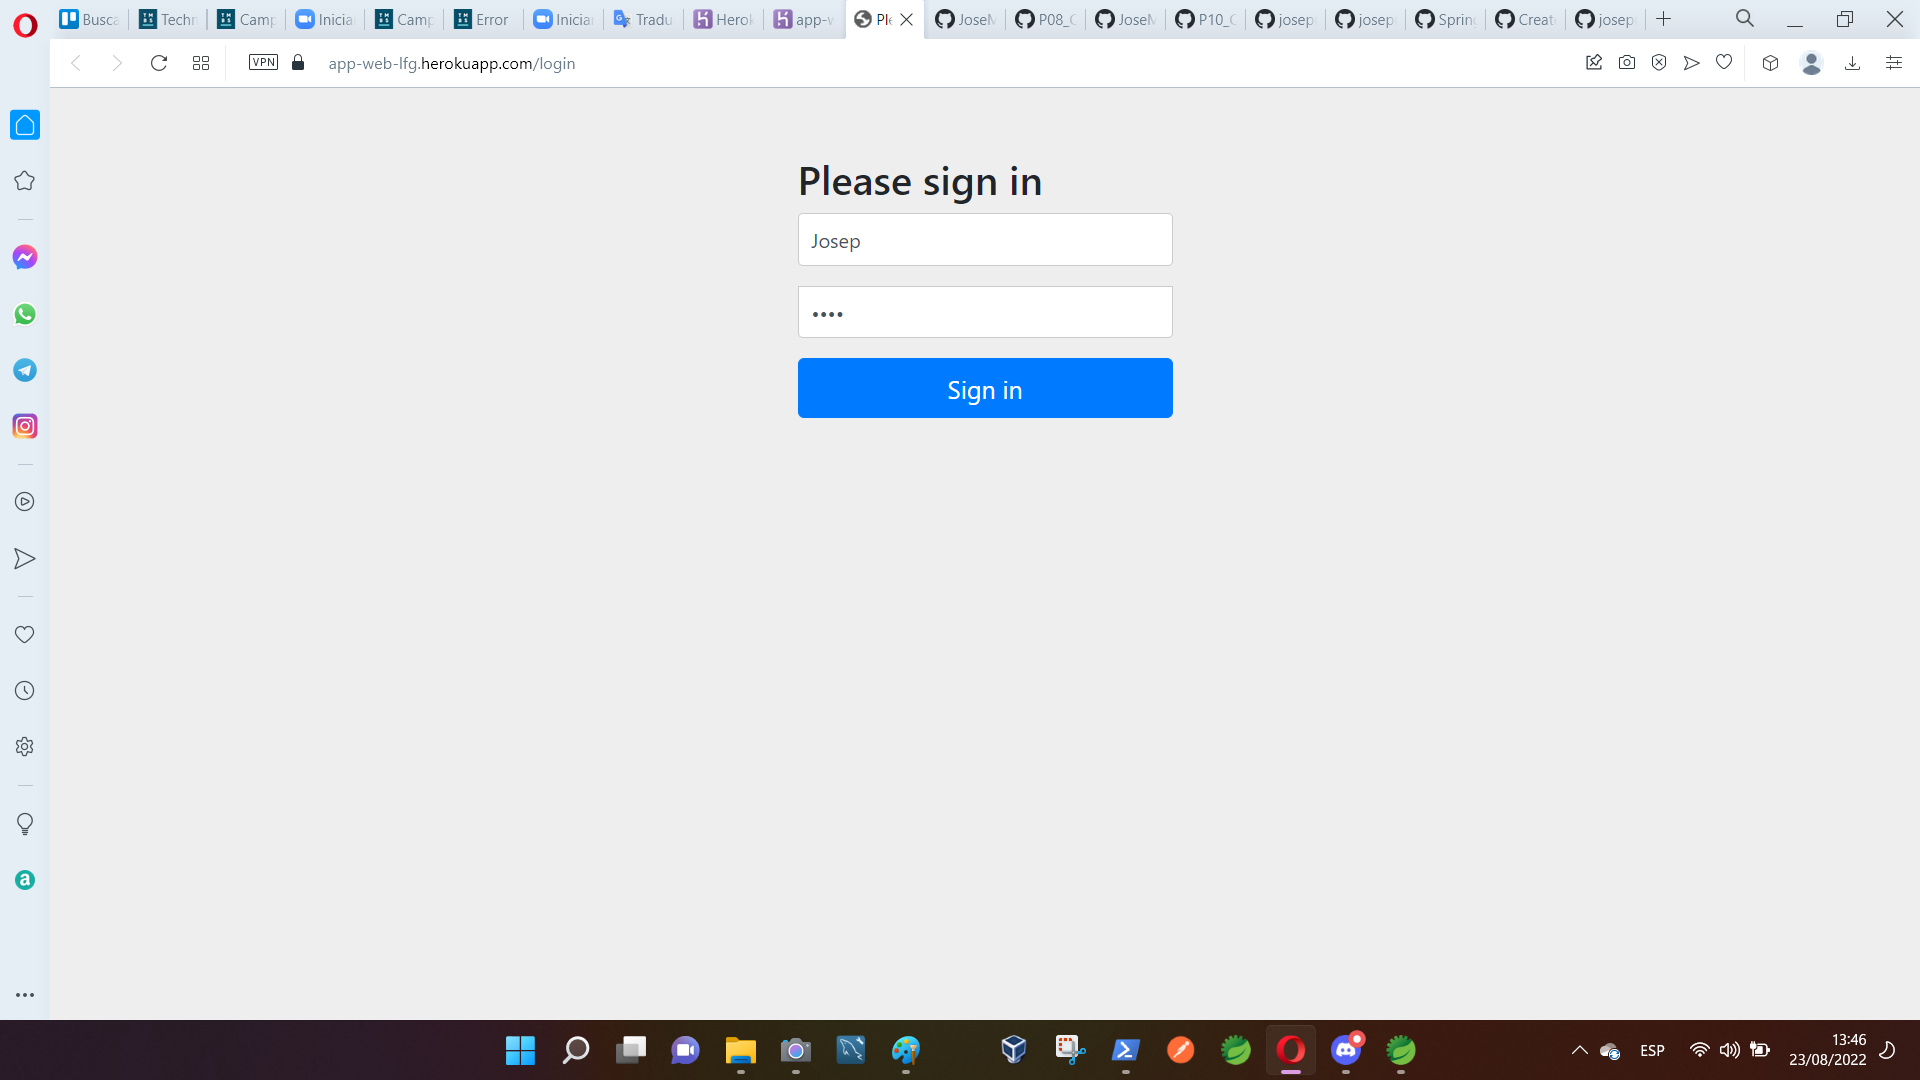 Busca
Techn
Camp
Inicia
Camp
Error
Iniciar
Tradu
Herok
app-w
Ple
JoseM
P08_C
JoseM
P10_C
josep
josep
Spring
Create
josep
VPN
app-web-lfg.herokuapp.com/login
Please sign in
Josep
••••
Sign in
ESP
13:46
23/08/2022